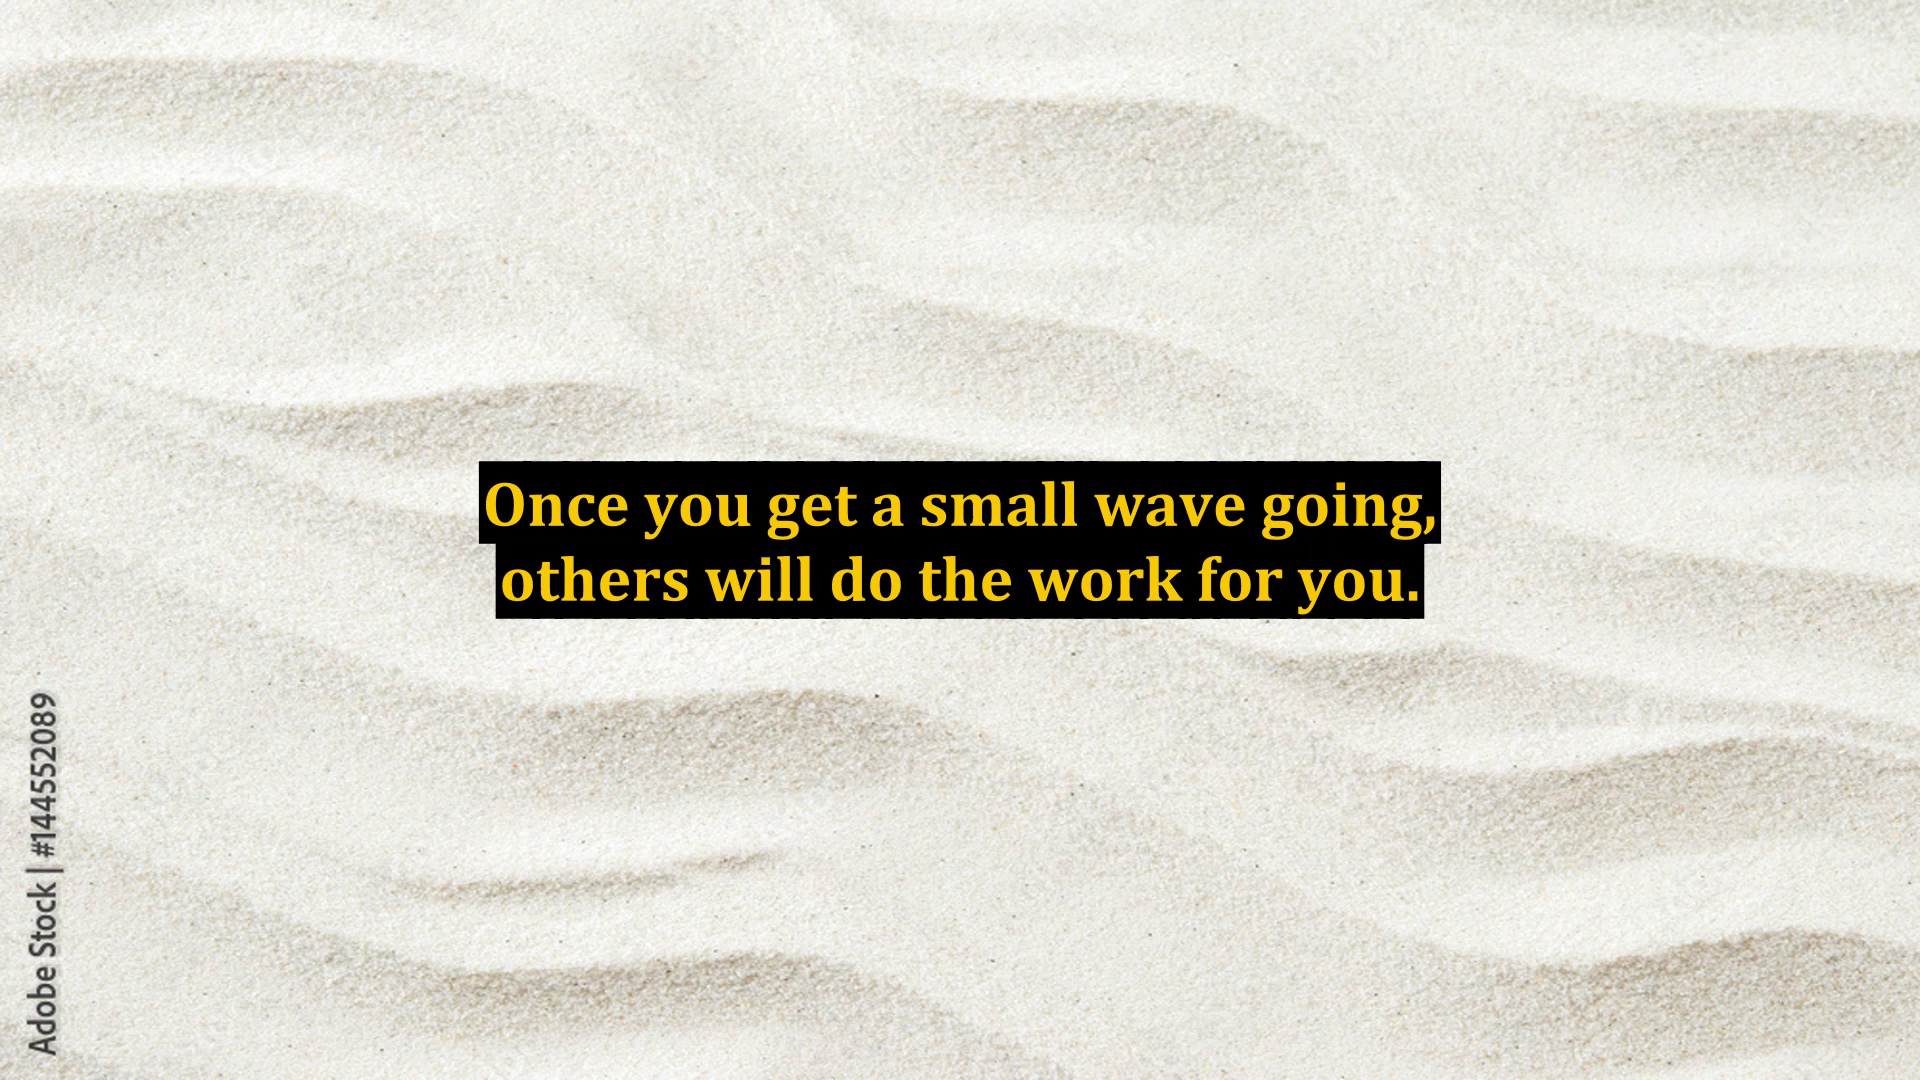 Once you get a small wave going,
others will do the work for you.
Adobe Stock | #144552089